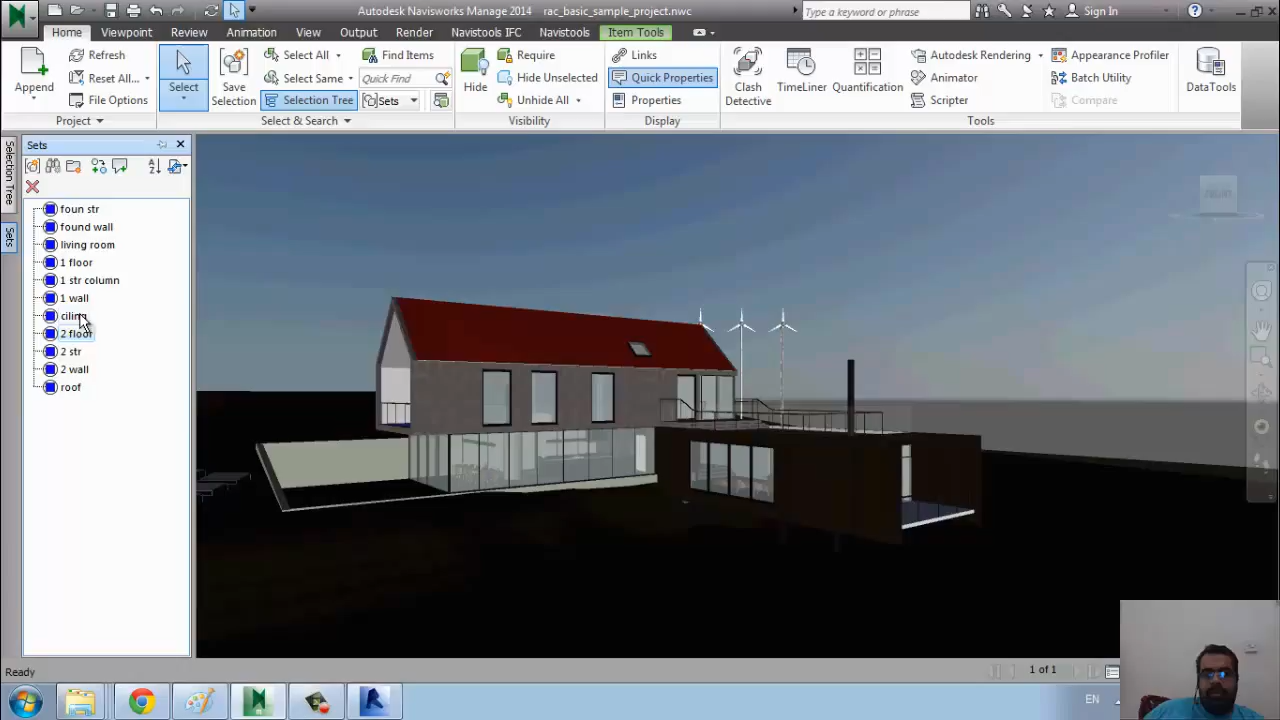 Autodesk Navisworks Manage 2014 rac_basic_sample_project.nwc
Type a keyword or phrase
Sign In
Home Viewpoint Review Animation View Output Render Navistools IFC Navistools Item Tools
Append
Refresh
Reset All...
File Options
Project
Select
Save Selection
Select All
Select Same
Selection Tree
Find Items
Quick Find
Sets
Select & Search
Hide
Require
Hide Unselected
Unhide All
Visibility
Links
Quick Properties
Properties
Display
Clash Detective
TimeLiner
Quantification
Autodesk Rendering
Animator
Scripter
Appearance Profiler
Batch Utility
Compare
DataTools
Tools
Selection Tree
Sets
Sets
foun str
found wall
living room
1 floor
1 str column
1 wall
2 floor
2 str
2 wall
roof
Ready
1 of 1
EN